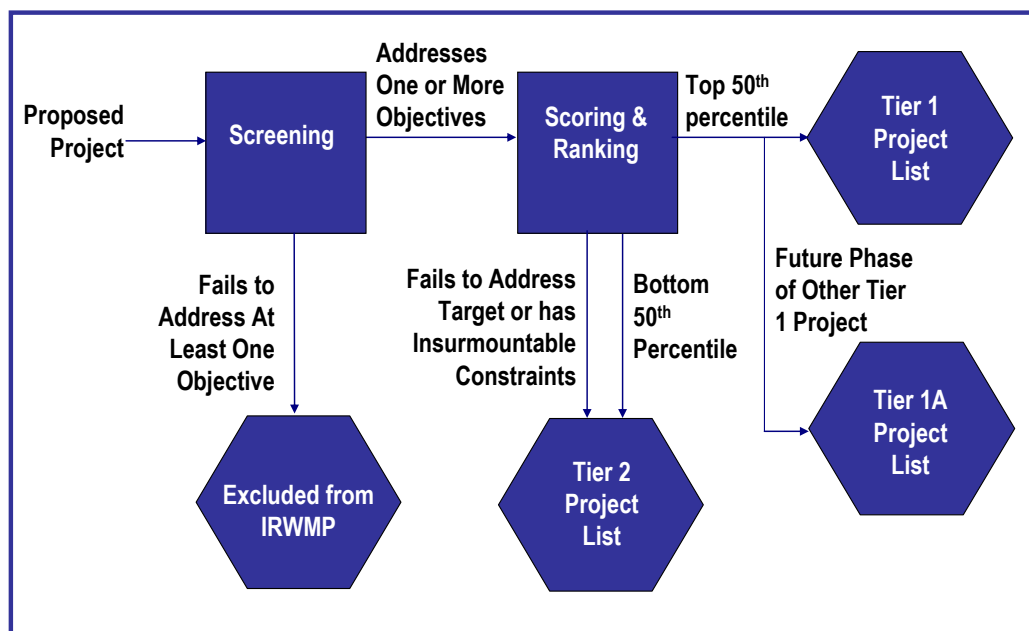 Proposed
Project
Screening
Addresses
One or More
Objectives
Scoring &
Ranking
Top 50th
percentile
Tier 1
Project
List
Fails to
Address At
Least One
Objective
Fails to Address
Target or has
Insurmountable
Constraints
Bottom
50th
Percentile
Future Phase
of Other Tier
1 Project
Excluded from
IRWMP
Tier 2
Project
List
Tier 1A
Project
List